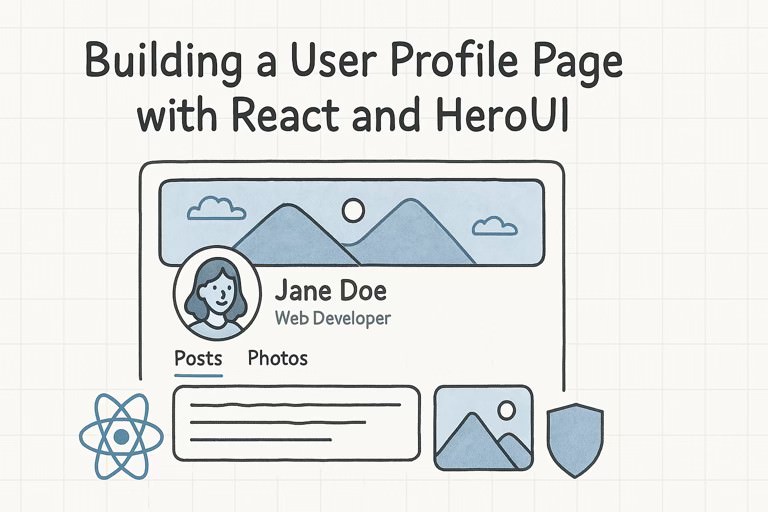 Building a User Profile Page
with React and HeroUI
Jane Doe
Web Developer
Posts Photos